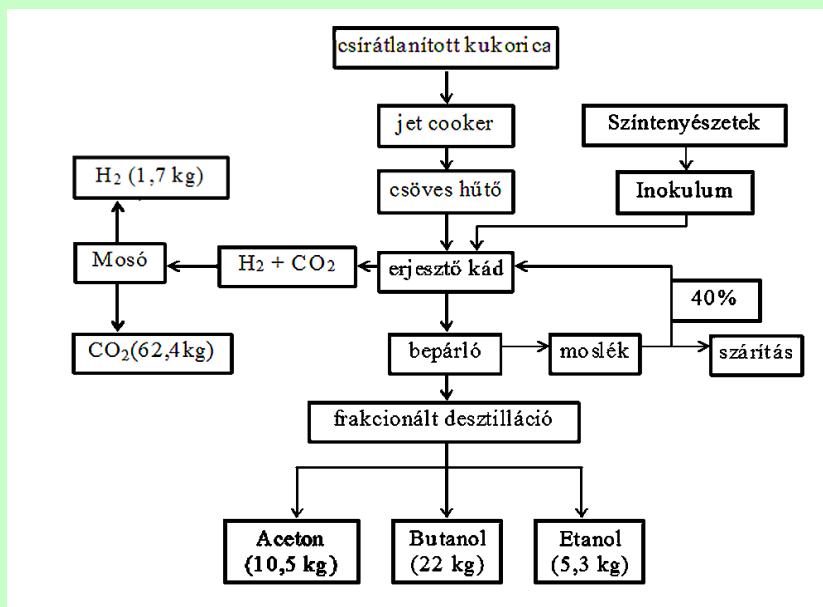 csírátlanított kukorica
jet cooker
Színtenyészetek
H₂ (1,7 kg)
csöves hűtő
Inokulum
Mosó
H₂ + CO₂
erjesztő kád
40%
CO₂(62,4kg)
bepárló
moslék
szárítás
frakcionált desztilláció
Aceton
(10,5 kg)
Butanol
(22 kg)
Etanol
(5,3 kg)